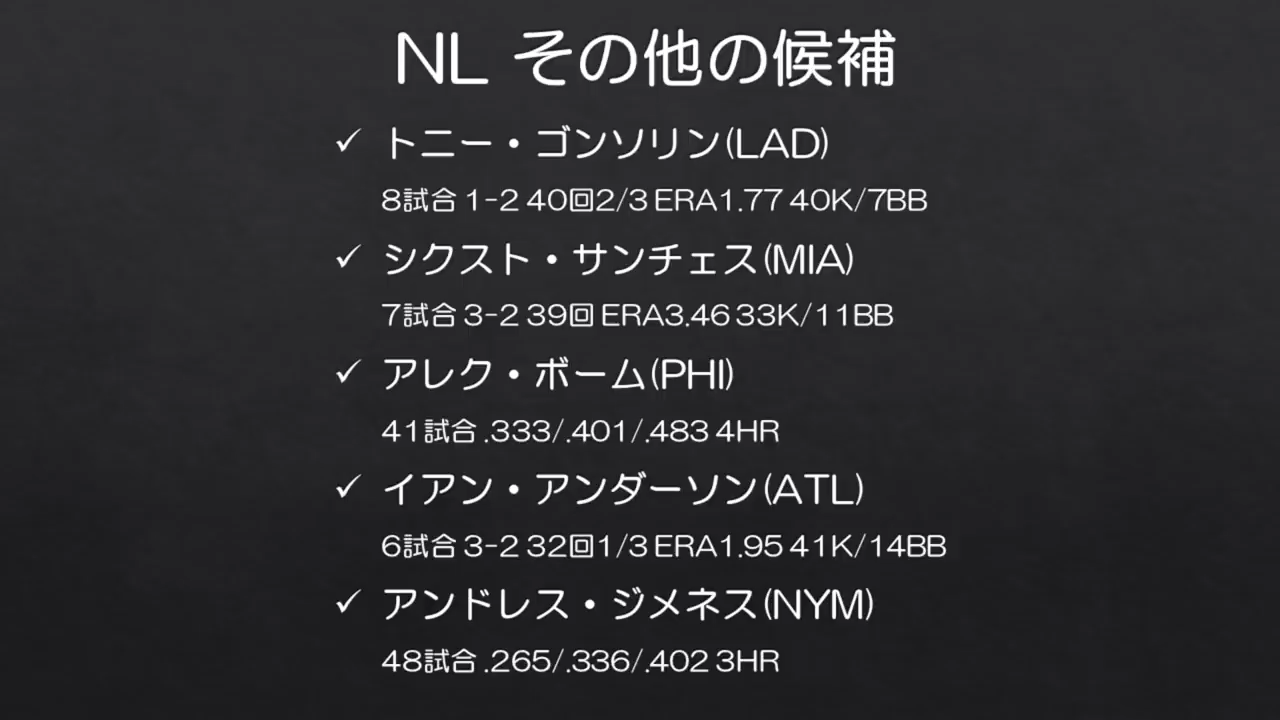 NL その他の候補
✓ トニー・ゴンソリン(LAD)
8試合 1-2 40回2/3 ERA1.77 40K/7BB
✓ シクスト・サンチェス(MIA)
7試合 3-2 39回 ERA3.46 33K/11BB
✓ アレク・ボーム(PHI)
41試合 .333/.401/.483 4HR
✓ イアン・アンダーソン(ATL)
6試合 3-2 32回1/3 ERA1.95 41K/14BB
✓ アンドレス・ジメネス(NYM)
48試合 .265/.336/.402 3HR